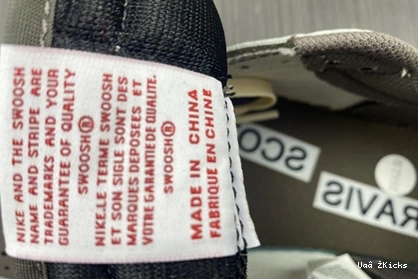 NIKE AND THE SWOOSH
NAME AND STRIPE ARE
TRADEMARKS AND YOUR
GUARANTEE OF QUALITY
SWOOSH®
NIKE.LE TERME SWOOSH
ET SON SIGLE SONT DES
MARQUES DEPOSEES ET
VOTRE GARANTIE DE QUALITE.
SWOOSH®
MADE IN CHINA
FABRIQUE EN CHINE
SCO
RAVIS
Uaâ ŽKicks